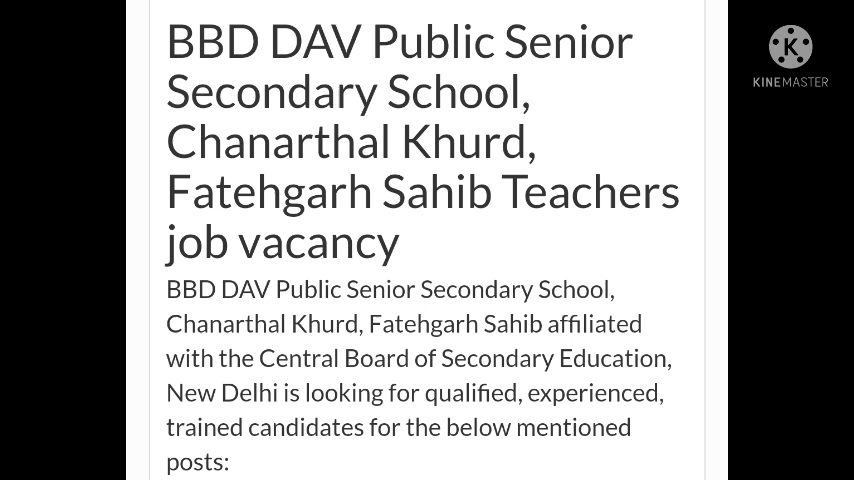 BBD DAV Public Senior
Secondary School,
Chanarthal Khurd,
Fatehgarh Sahib Teachers
job vacancy
BBD DAV Public Senior Secondary School,
Chanarthal Khurd, Fatehgarh Sahib affiliated
with the Central Board of Secondary Education,
New Delhi is looking for qualified, experienced,
trained candidates for the below mentioned
posts:
K
KINEMASTER